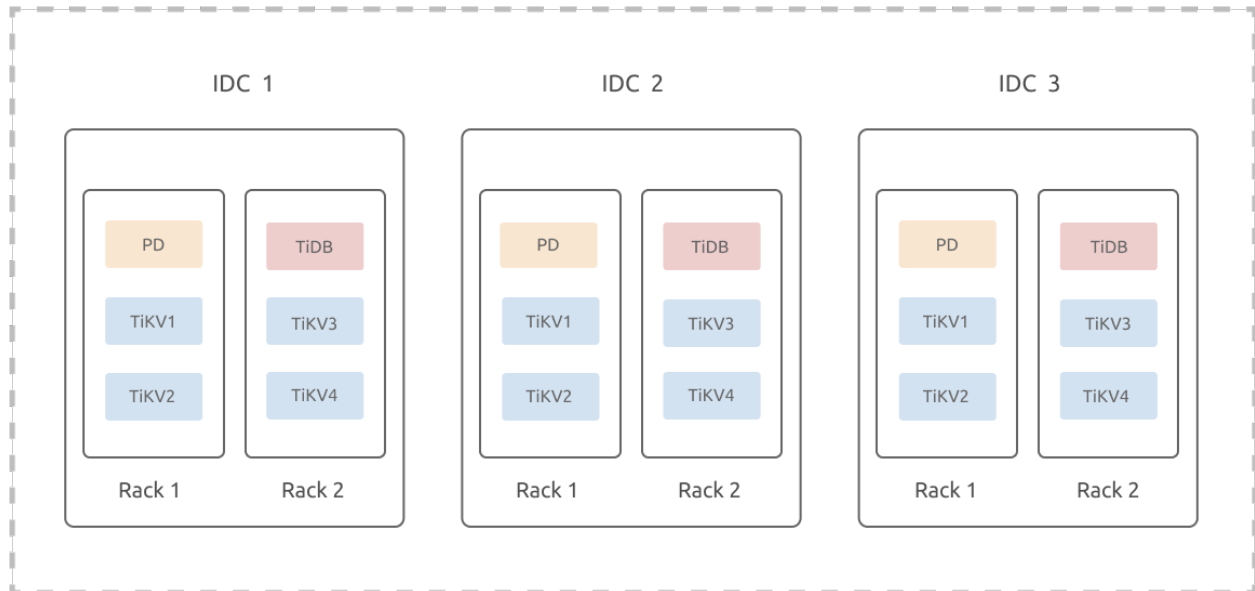 IDC 1
IDC 2
IDC 3
PD
TiKV1
TiKV2
Rack 1
TiDB
TiKV3
TiKV4
Rack 2
PD
TiKV1
TiKV2
Rack 1
TiDB
TiKV3
TiKV4
Rack 2
PD
TiKV1
TiKV2
Rack 1
TiDB
TiKV3
TiKV4
Rack 2